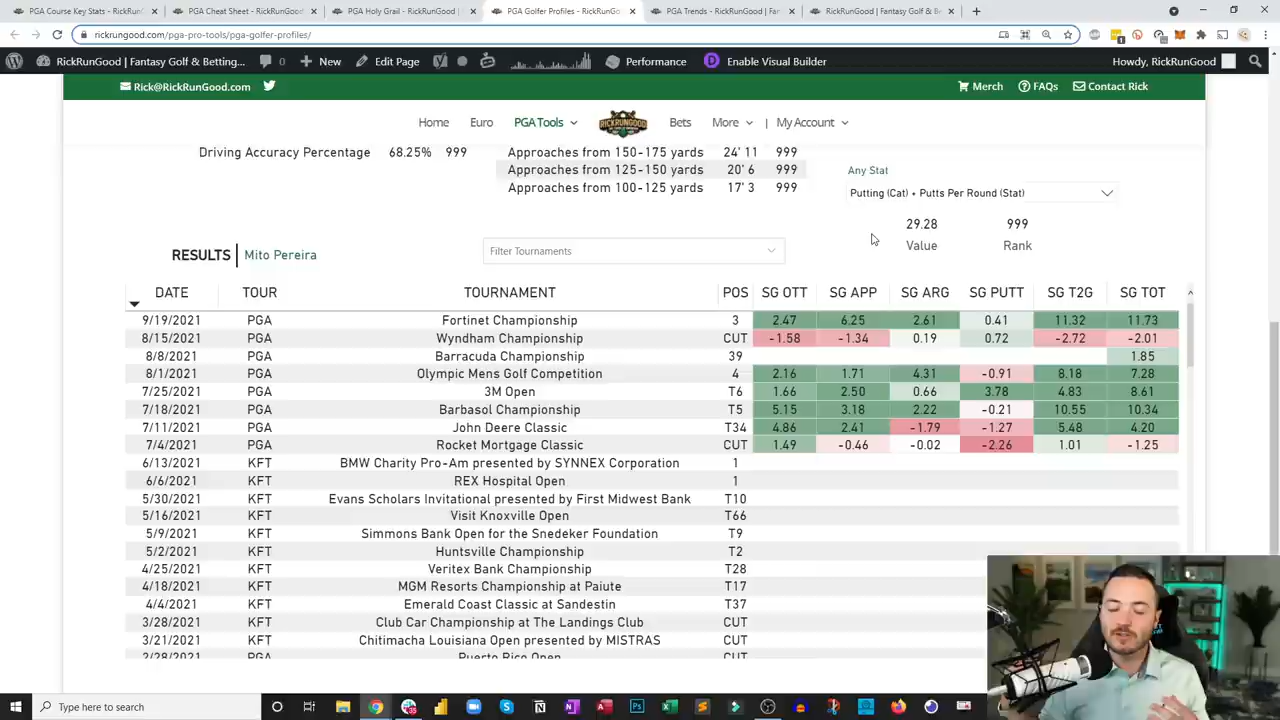 PGA Course Key Stats - RickRunG
PGA Cheat Sheet - RickRunGood |
PGA Holy Grail - RickRunGood |
PGA Golfer Profiles - RickRunGo
PGA Trends - RickRunGood | Fan
RickRunGood | Fantasy Golf & Be
rickrungood.com/pga-pro-tools/pga-golfer-profiles/
RickRunGood | Fantasy Golf & Betting... New Edit Page Performance D Enable Visual Builder Howdy, RickRunGood
Rick@RickRunGood.com Merch FAQs Contact Rick
Home Euro PGA Tools RICKRUNGOOD Bets More | My Account
Driving Accuracy Percentage 68.25% 999 Approaches from 150-175 yards 24' 11 999
Approaches from 125-150 yards 20' 6 999 Any Stat
Approaches from 100-125 yards 17' 3 999 Putting (Cat) + Putts Per Round (Stat)
29.28 999
Value Rank
RESULTS Mito Pereira Filter Tournaments
DATE TOUR TOURNAMENT POS SG OTT SG APP SG ARG SG PUTT SG T2G SG TOT
9/19/2021 PGA Fortinet Championship 3 2.47 6.25 2.61 0.41 11.32 11.73
8/15/2021 PGA Wyndham Championship CUT -1.58 -1.34 0.19 0.72 -2.72 -2.01
8/8/2021 PGA Barracuda Championship 39 1.85
8/1/2021 PGA Olympic Mens Golf Competition 4 2.16 1.71 4.31 -0.91 8.18 7.28
7/25/2021 PGA 3M Open T6 1.66 2.50 0.66 3.78 4.83 8.61
7/18/2021 PGA Barbasol Championship T5 5.15 3.18 2.22 -0.21 10.55 10.34
7/11/2021 PGA John Deere Classic T34 4.86 2.41 -1.79 -1.27 5.48 4.20
7/4/2021 PGA Rocket Mortgage Classic CUT 1.49 -0.46 -0.02 -2.26 1.01 -1.25
6/13/2021 KFT BMW Charity Pro-Am presented by SYNNEX Corporation 1
6/6/2021 KFT REX Hospital Open 1
5/30/2021 KFT Evans Scholars Invitational presented by First Midwest Bank T10
5/16/2021 KFT Visit Knoxville Open T66
5/9/2021 KFT Simmons Bank Open for the Snedeker Foundation T9
5/2/2021 KFT Huntsville Championship T2
4/25/2021 KFT Veritex Bank Championship T28
4/18/2021 KFT MGM Resorts Championship at Paiute T17
4/4/2021 KFT Emerald Coast Classic at Sandestin T37
3/28/2021 KFT Club Car Championship at The Landings Club CUT
3/21/2021 KFT Chitimacha Louisiana Open presented by MISTRAS CUT
2/28/2021 PGA Puerto Rico Open CUT
Type here to search